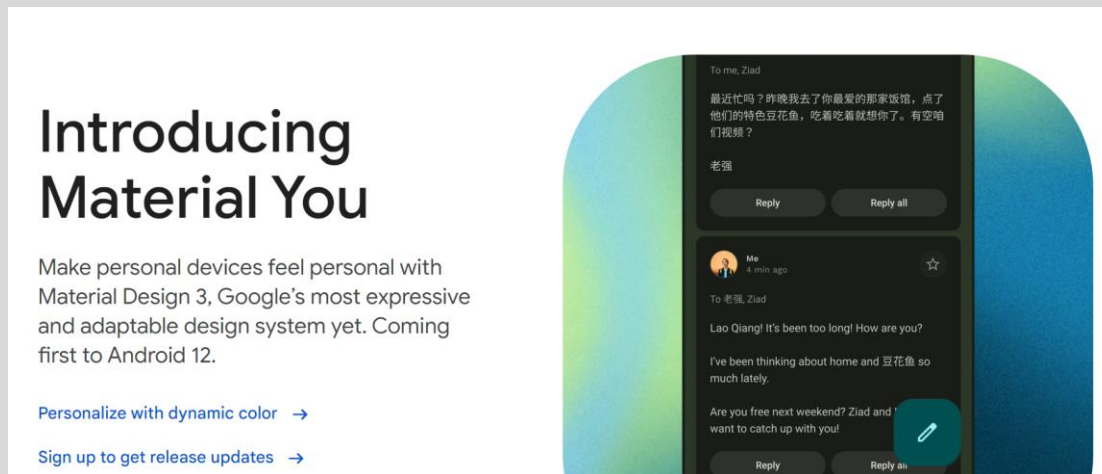 Introducing
Material You
Make personal devices feel personal with
Material Design 3, Google's most expressive
and adaptable design system yet. Coming
first to Android 12.
Personalize with dynamic color →
Sign up to get release updates →
To me, Ziad
最近忙吗？昨晚我去了你最爱的那家饭馆，点了
他们的特色豆花鱼，吃着吃着就想你了。有空咱
们视频？
老强
Reply Reply all
Me
4 min ago
To 老强, Ziad
Lao Qiang! It's been too long! How are you?
I've been thinking about home and 豆花鱼 so
much lately.
Are you free next weekend? Ziad and
want to catch up with you!
Reply Reply all